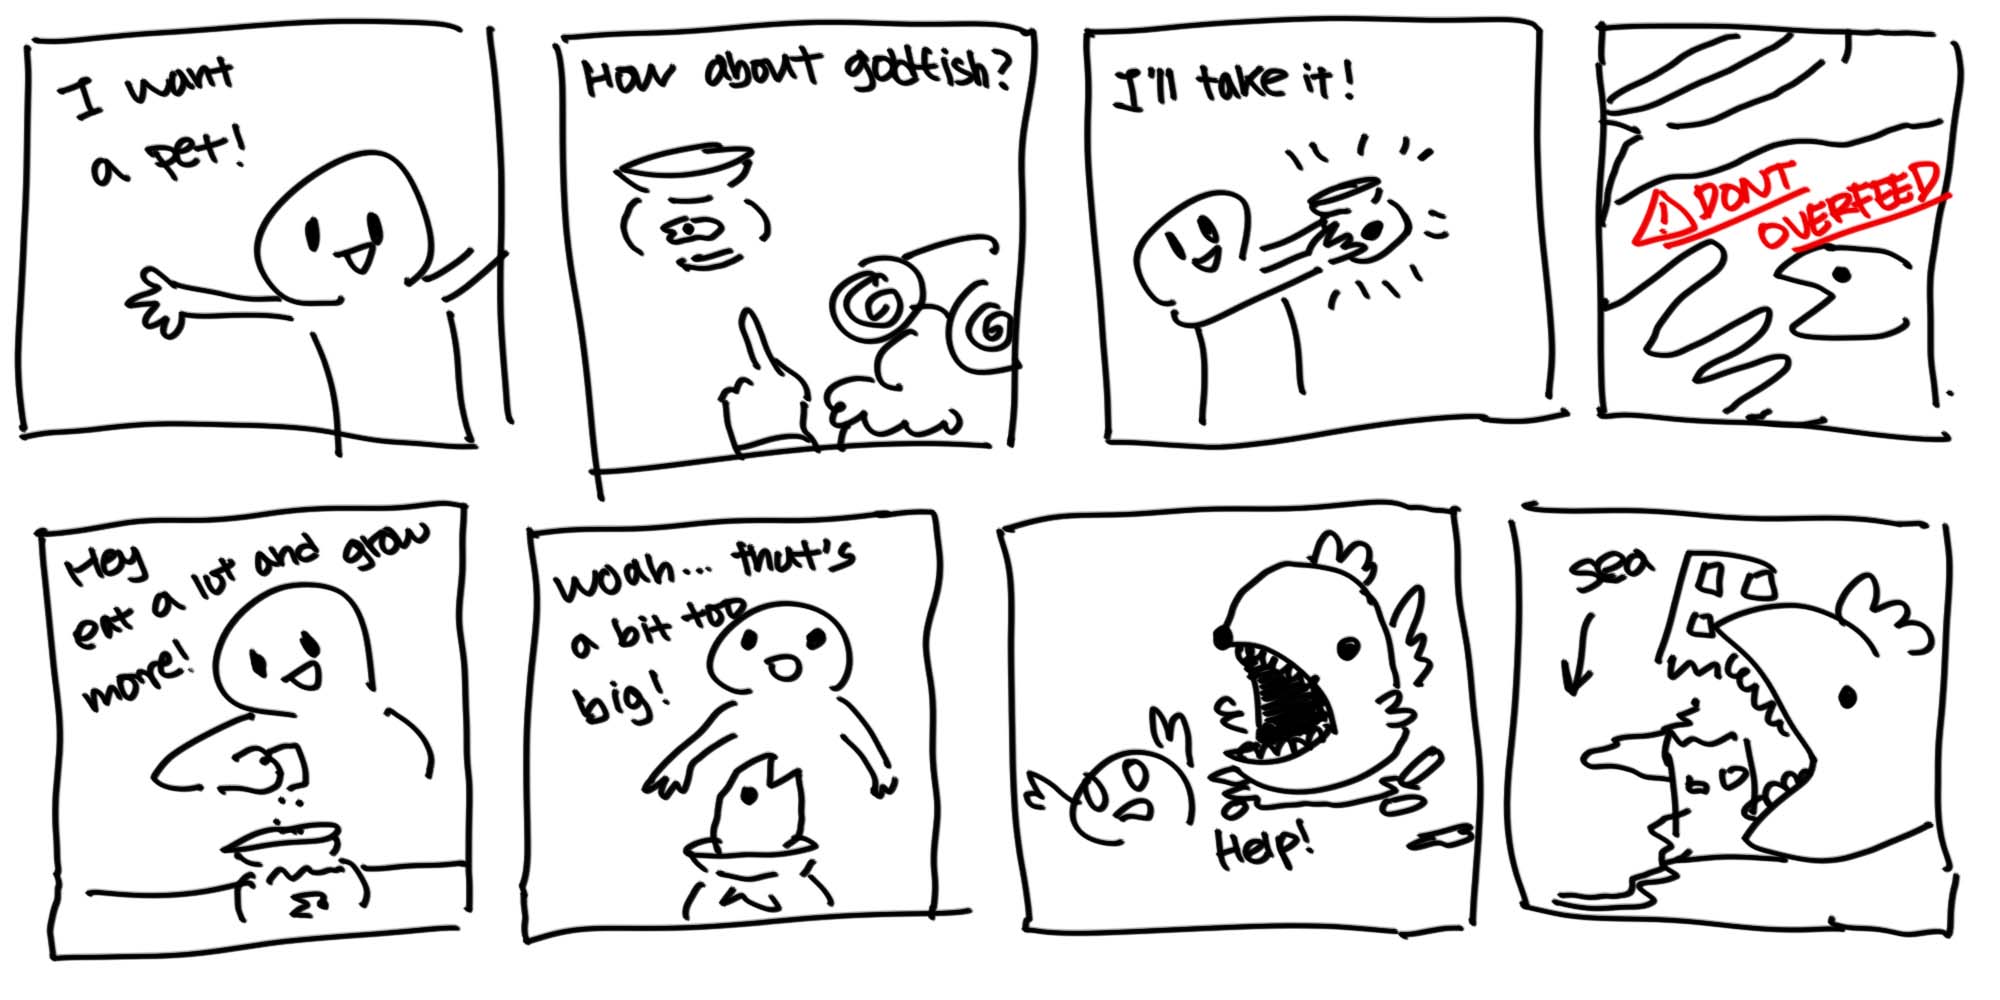 I want
a pet!
How about goldfish?
I'll take it!
DONT
OVERFEED
Hey
eat a lot and grow
more!
woah... that's
a bit too
big!
Help!
sea